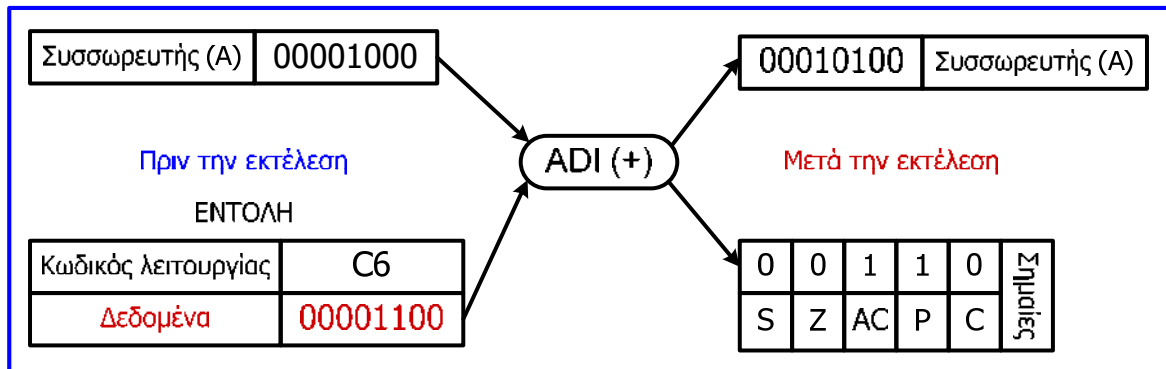 Συσσωρευτής (Α) 00001000
00010100 Συσσωρευτής (Α)
Πριν την εκτέλεση
ADI (+)
Μετά την εκτέλεση
ΕΝΤΟΛΗ
Κωδικός λειτουργίας C6
Δεδομένα 00001100
0 0 1 1 0
S Z AC P C
Σημαίες